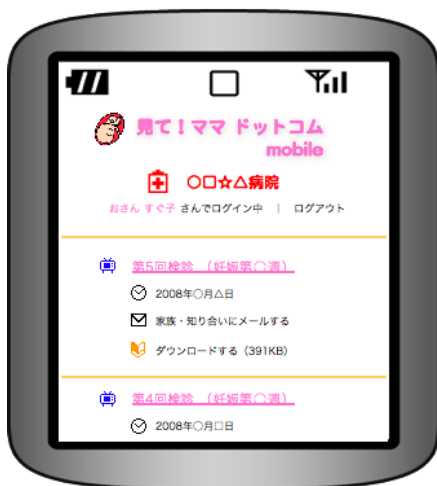 見て！ママ ドットコム
mobile
〇□☆△病院
おさん すぐ子 さんでログイン中 | ログアウト
第5回検診 （妊娠第〇週）
2008年〇月△日
家族・知り合いにメールする
ダウンロードする（391KB）
第4回検診 （妊娠第〇週）
2008年〇月□日